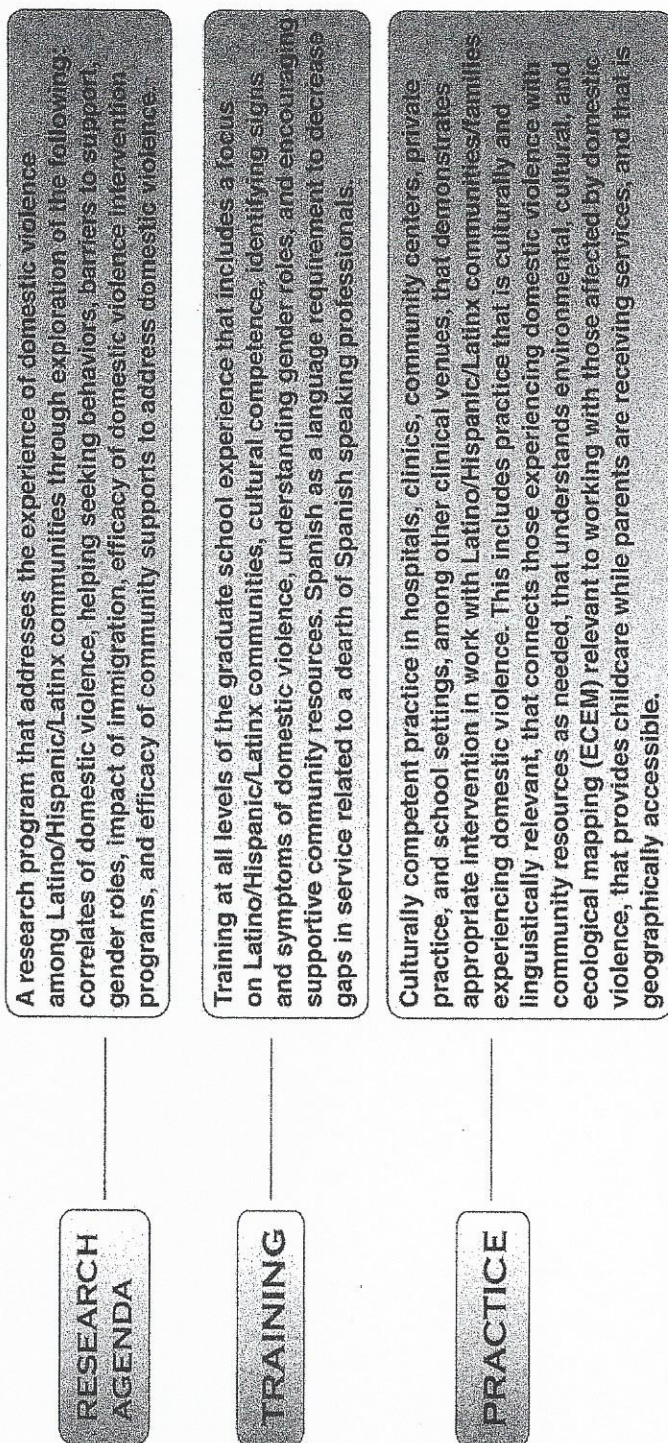 RESEARCH
AGENDA
A research program that addresses the experience of domestic violence
among Latino/Hispanic/Latinx communities through exploration of the following:
correlates of domestic violence, helping seeking behaviors, barriers to support,
gender roles, impact of immigration, efficacy of domestic violence intervention
programs, and efficacy of community supports to address domestic violence.
TRAINING
Training at all levels of the graduate school experience that includes a focus
on Latino/Hispanic/Latinx communities, cultural competence, identifying signs
and symptoms of domestic violence, understanding gender roles, and encouraging
supportive community resources. Spanish as a language requirement to decrease
gaps in service related to a dearth of Spanish speaking professionals.
PRACTICE
Culturally competent practice in hospitals, clinics, community centers, private
practice, and school settings, among other clinical venues, that demonstrates
appropriate intervention in work with Latino/Hispanic/Latinx communities/families
experiencing domestic violence. This includes practice that is culturally and
linguistically relevant, that connects those experiencing domestic violence with
community resources as needed, that understands environmental, cultural, and
ecological mapping (ECEM) relevant to working with those affected by domestic
violence, that provides childcare while parents are receiving services, and that is
geographically accessible.